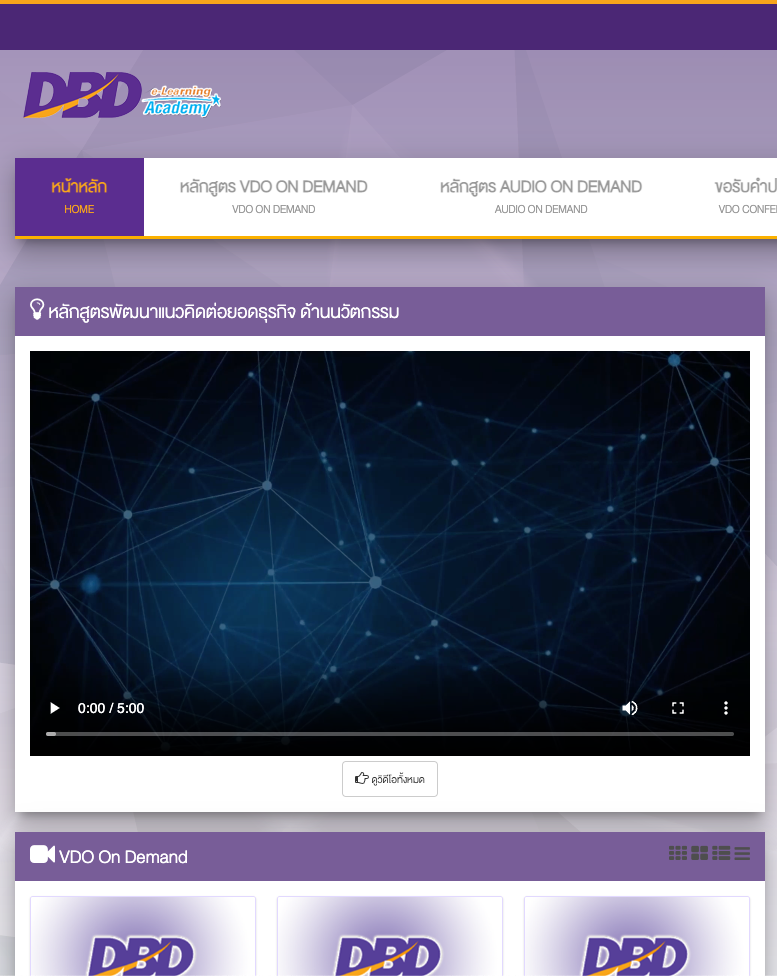 DBD e-Learning
Academy
หน้าหลัก
HOME
หลักสูตร VDO ON DEMAND
VDO ON DEMAND
หลักสูตร AUDIO ON DEMAND
AUDIO ON DEMAND
ขอรับคำป
VDO CONFE
หลักสูตรพัฒนาแนวคิดต่อยอดธุรกิจ ด้านนวัตกรรม
0:00 / 5:00
ดูวิดีโอทั้งหมด
VDO On Demand
DBD DBD DBD